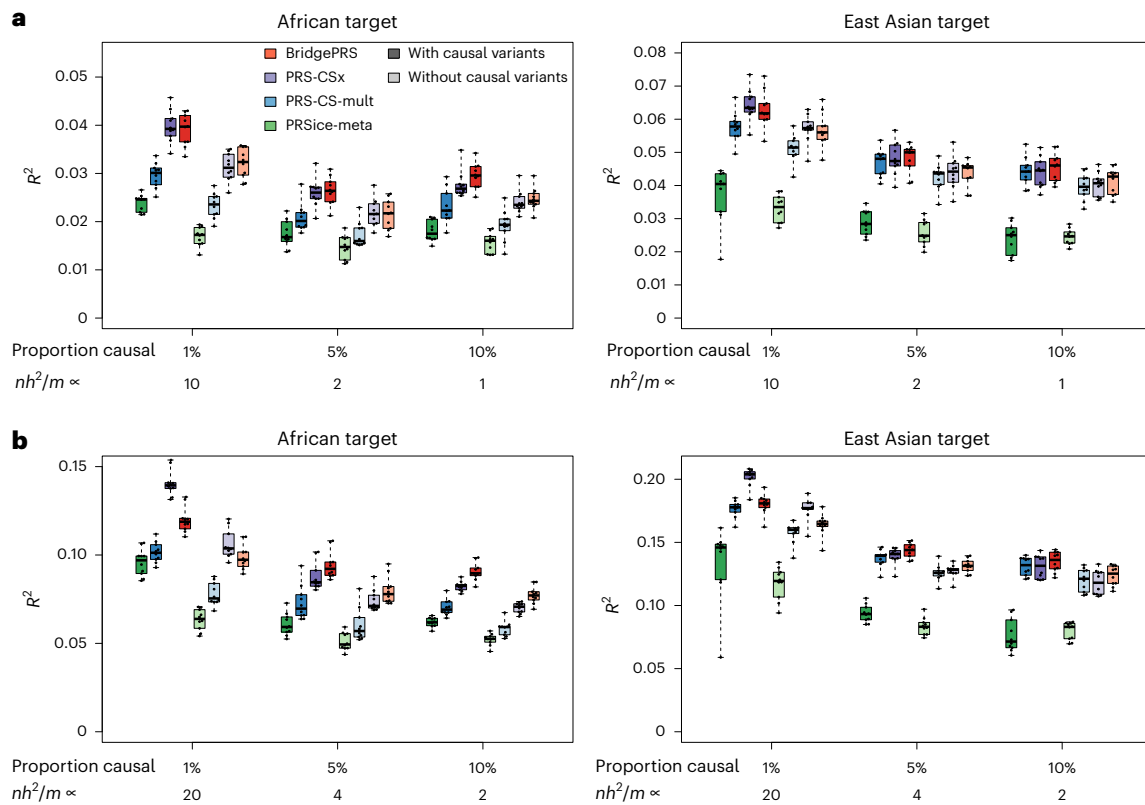 a
African target
East Asian target
BridgePRS
With causal variants
PRS-CSx
Without causal variants
PRS-CS-mult
PRSice-meta
R²
0.05
0.04
0.03
0.02
0.01
0
R²
0.08
0.07
0.06
0.05
0.04
0.03
0.02
0.01
0
Proportion causal 1% 5% 10%
nh²/m ∝ 10 2 1
Proportion causal 1% 5% 10%
nh²/m ∝ 10 2 1
b
African target
East Asian target
R²
0.15
0.10
0.05
0
R²
0.20
0.15
0.10
0.05
0
Proportion causal 1% 5% 10%
nh²/m ∝ 20 4 2
Proportion causal 1% 5% 10%
nh²/m ∝ 20 4 2